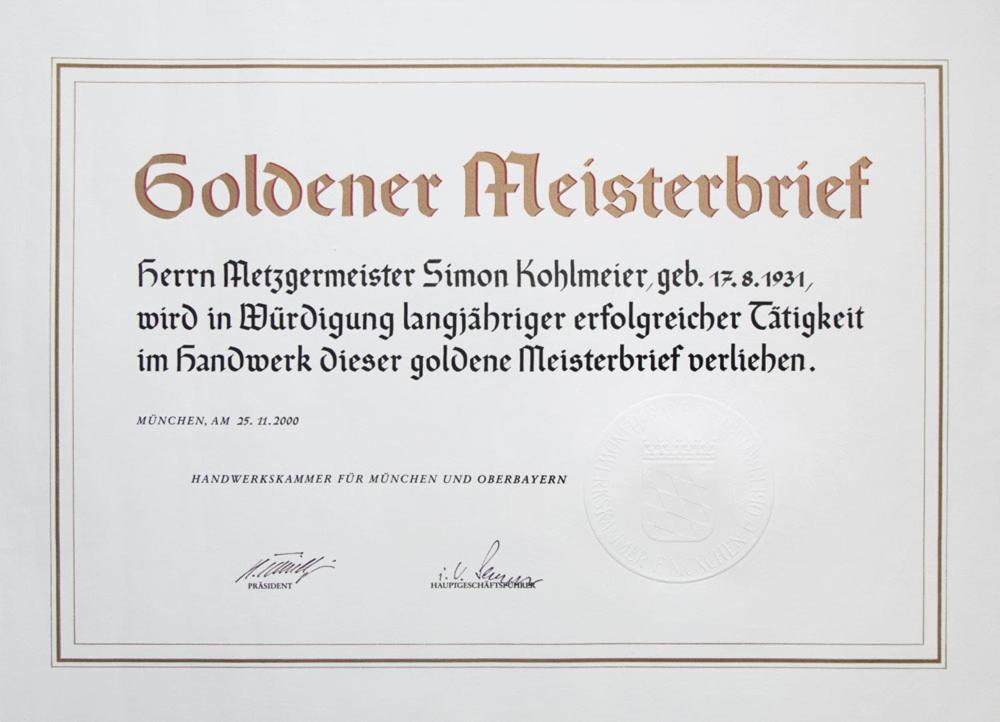 Goldener Meisterbrief
Herrn Metzgermeister Simon Kohlmeier, geb. 17.8.1931,
wird in Würdigung langjähriger erfolgreicher Tätigkeit
im Handwerk dieser goldene Meisterbrief verliehen.
MÜNCHEN, AM 25. 11. 2000
HANDWERKSKAMMER FÜR MÜNCHEN UND OBERBAYERN
i. V.
PRÄSIDENT HAUPTGESCHÄFTSFÜHRER